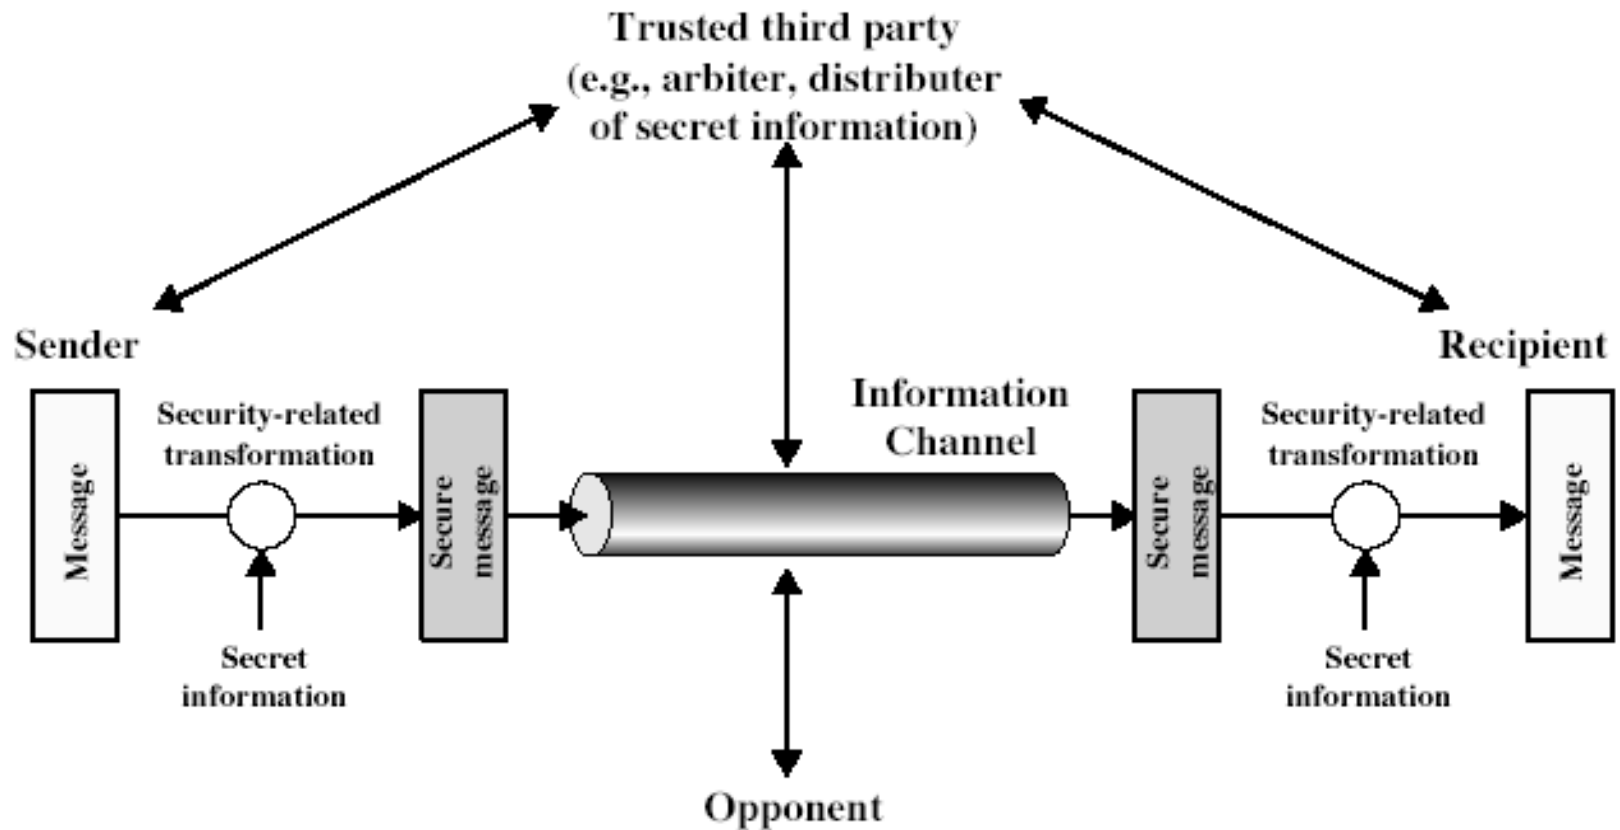 Trusted third party
(e.g., arbiter, distributer
of secret information)
Sender
Recipient
Information
Channel
Message
Security-related
transformation
Secret
information
Secure
message
Secure
message
Security-related
transformation
Secret
information
Message
Opponent